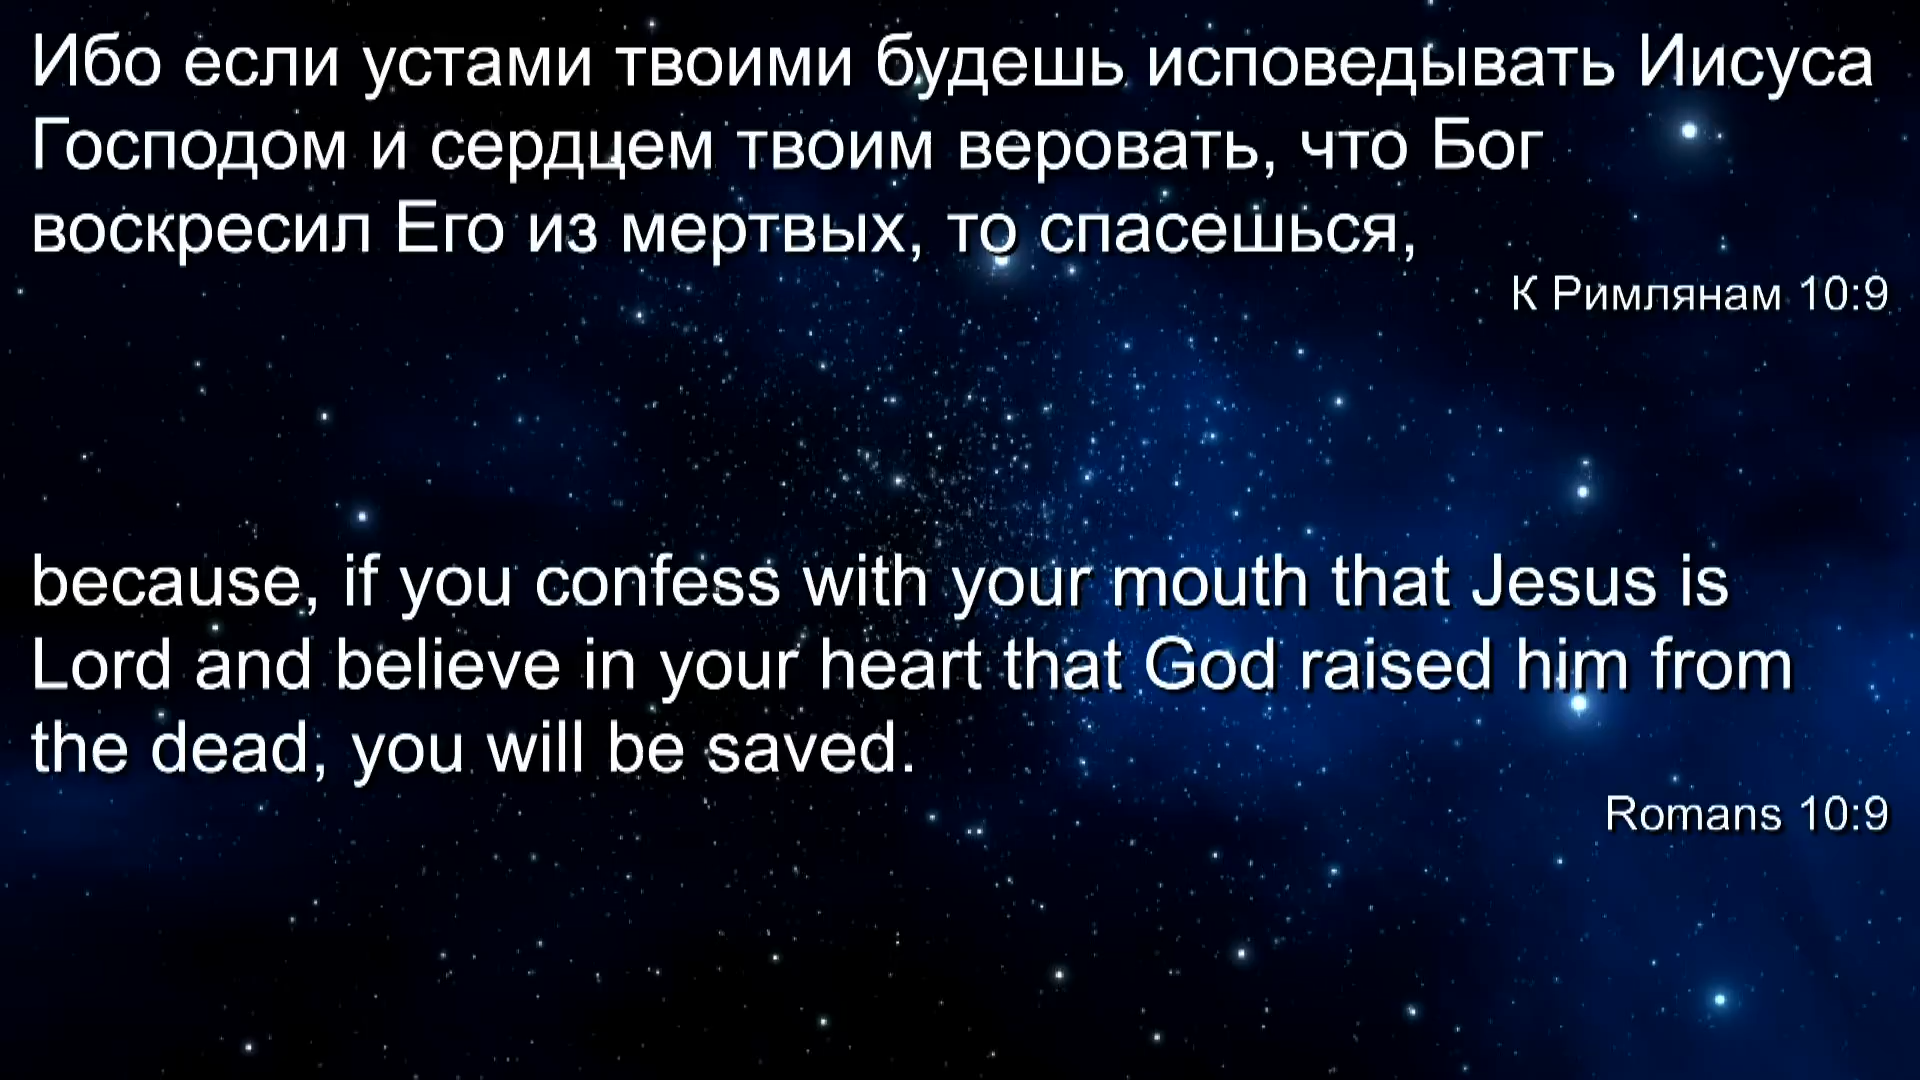 Ибо если устами твоими будешь исповедывать Иисуса
Господом и сердцем твоим веровать, что Бог
воскресил Его из мертвых, то спасешься,
К Римлянам 10:9
because, if you confess with your mouth that Jesus is
Lord and believe in your heart that God raised him from
the dead, you will be saved.
Romans 10:9